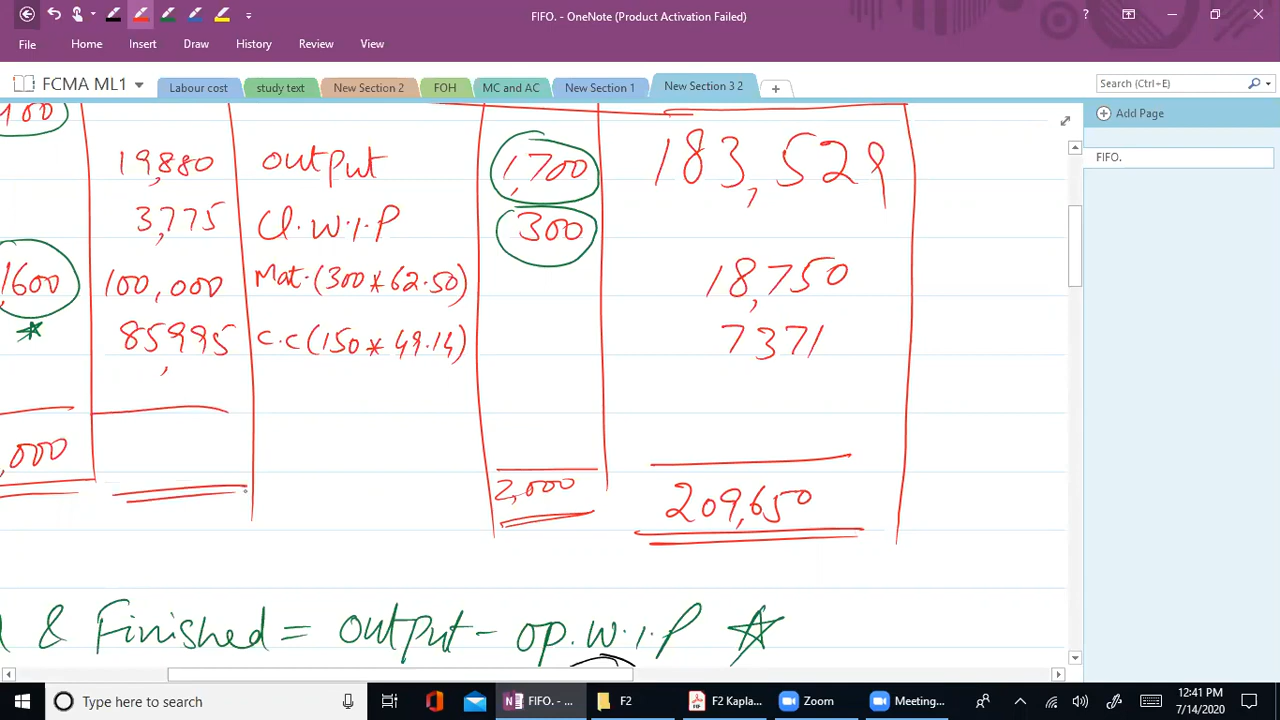 FIFO. - OneNote (Product Activation Failed)
File Home Insert Draw History Review View
FCMA ML1 Labour cost study text New Section 2 FOH MC and AC New Section 1 New Section 3 2
Search (Ctrl+E)
Add Page
FIFO.
19,880 output 1,700 183,529
3,775 Cl.W.I.P 300
1600 100,000 Mat.(300*62.50) 18,750
85,995 C.C(150*49.14) 7371
,000 2,000 209,650
& Finished = output - op.w.i.P
Type here to search
FIFO. - ... F2 F2 Kapla... Zoom Meeting...
12:41 PM
7/14/2020